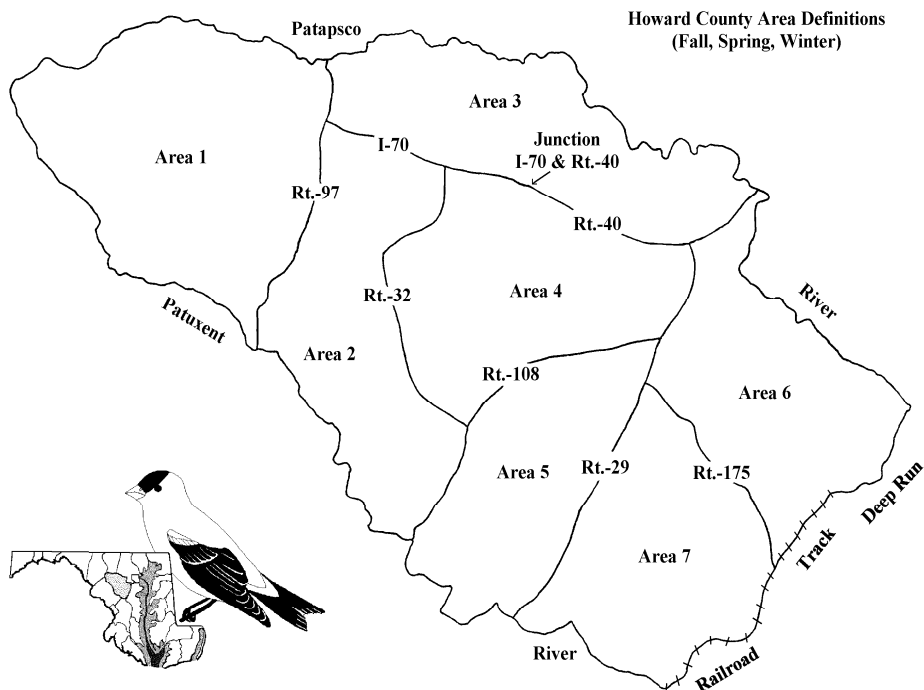 Howard County Area Definitions
(Fall, Spring, Winter)
Patapsco
Area 3
Junction
I-70 & Rt.-40
I-70
Area 1
Rt.-97
Rt.-40
Area 4
Rt.-32
River
Patuxent
Area 2
Rt.-108
Area 6
Area 5
Rt.-29
Rt.-175
Deep Run
Track
Area 7
River
Railroad